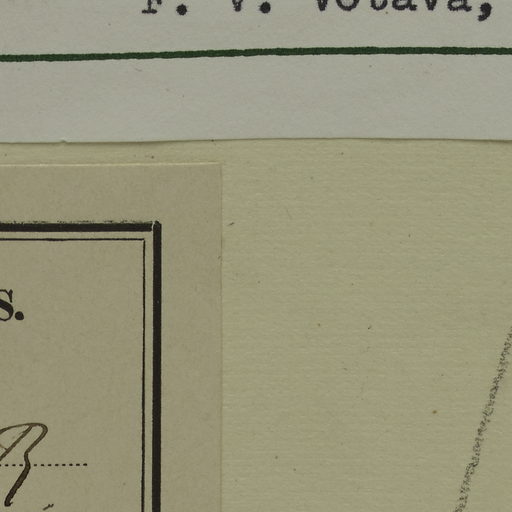 F. V. Votava,
s.
R